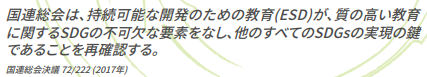 国連総会は、持続可能な開発のための教育(ESD)が、質の高い教育
に関するSDGの不可欠な要素をなし、他のすべてのSDGsの実現の鍵
であることを再確認する。
国連総会決議 72/222 (2017年)